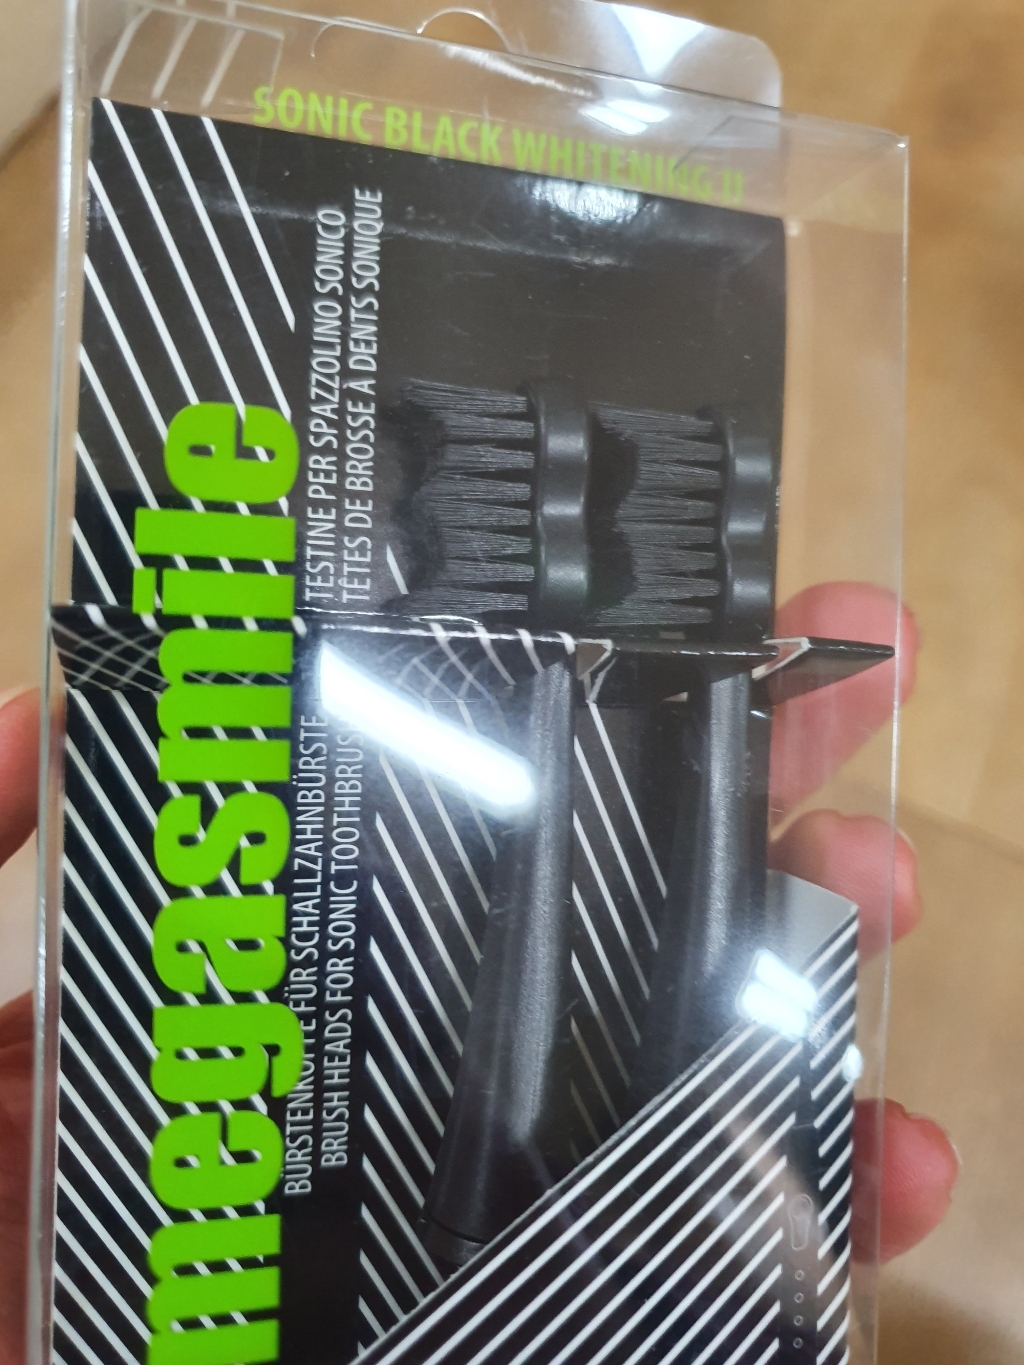 SONIC BLACK WHITENING II
megasmile
TESTINE PER SPAZZOLINO SONICO
TÊTES DE BROSSE À DENTS SONIQUE
BÜRSTENKÖPFE FÜR SCHALLZAHNBÜRSTE
BRUSH HEADS FOR SONIC TOOTHBRUSH